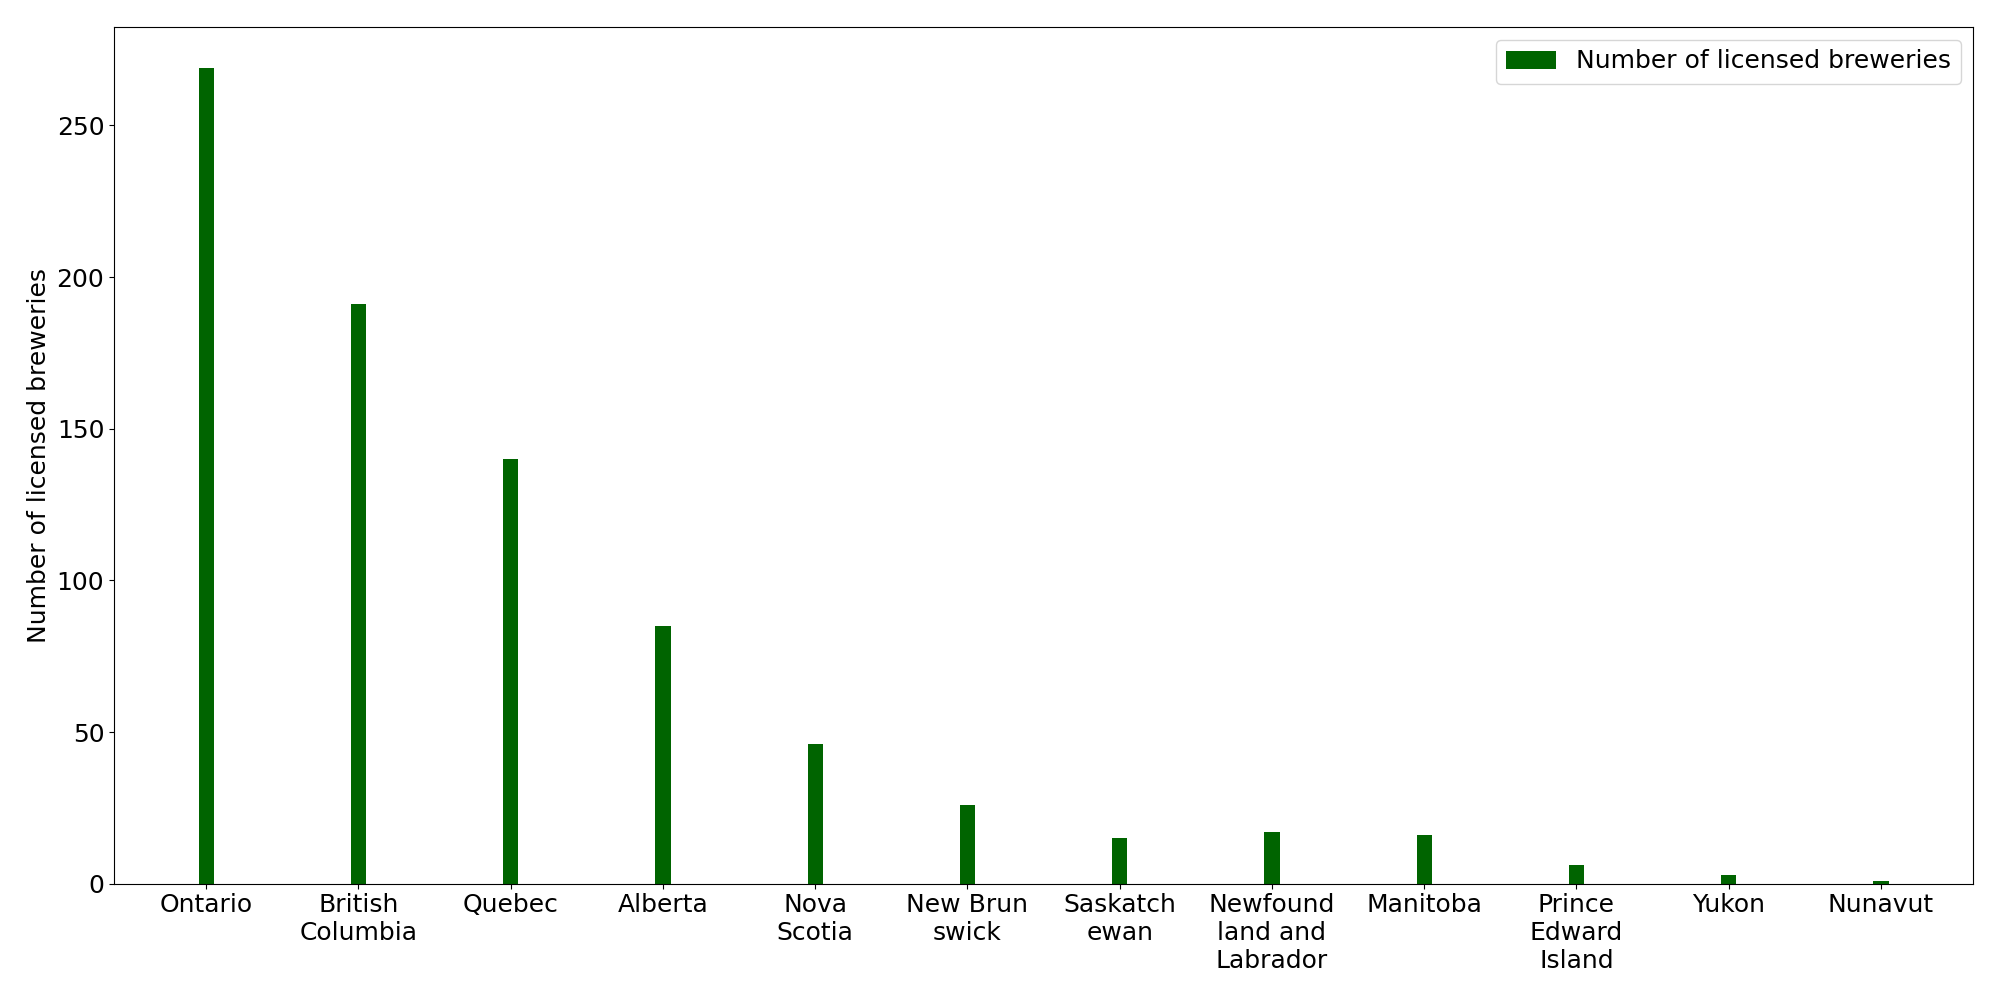 Number of licensed breweries
Number of licensed breweries
250
200
150
100
50
0
Ontario
British
Columbia
Quebec
Alberta
Nova
Scotia
New Brun
swick
Saskatch
ewan
Newfound
land and
Labrador
Manitoba
Prince
Edward
Island
Yukon
Nunavut